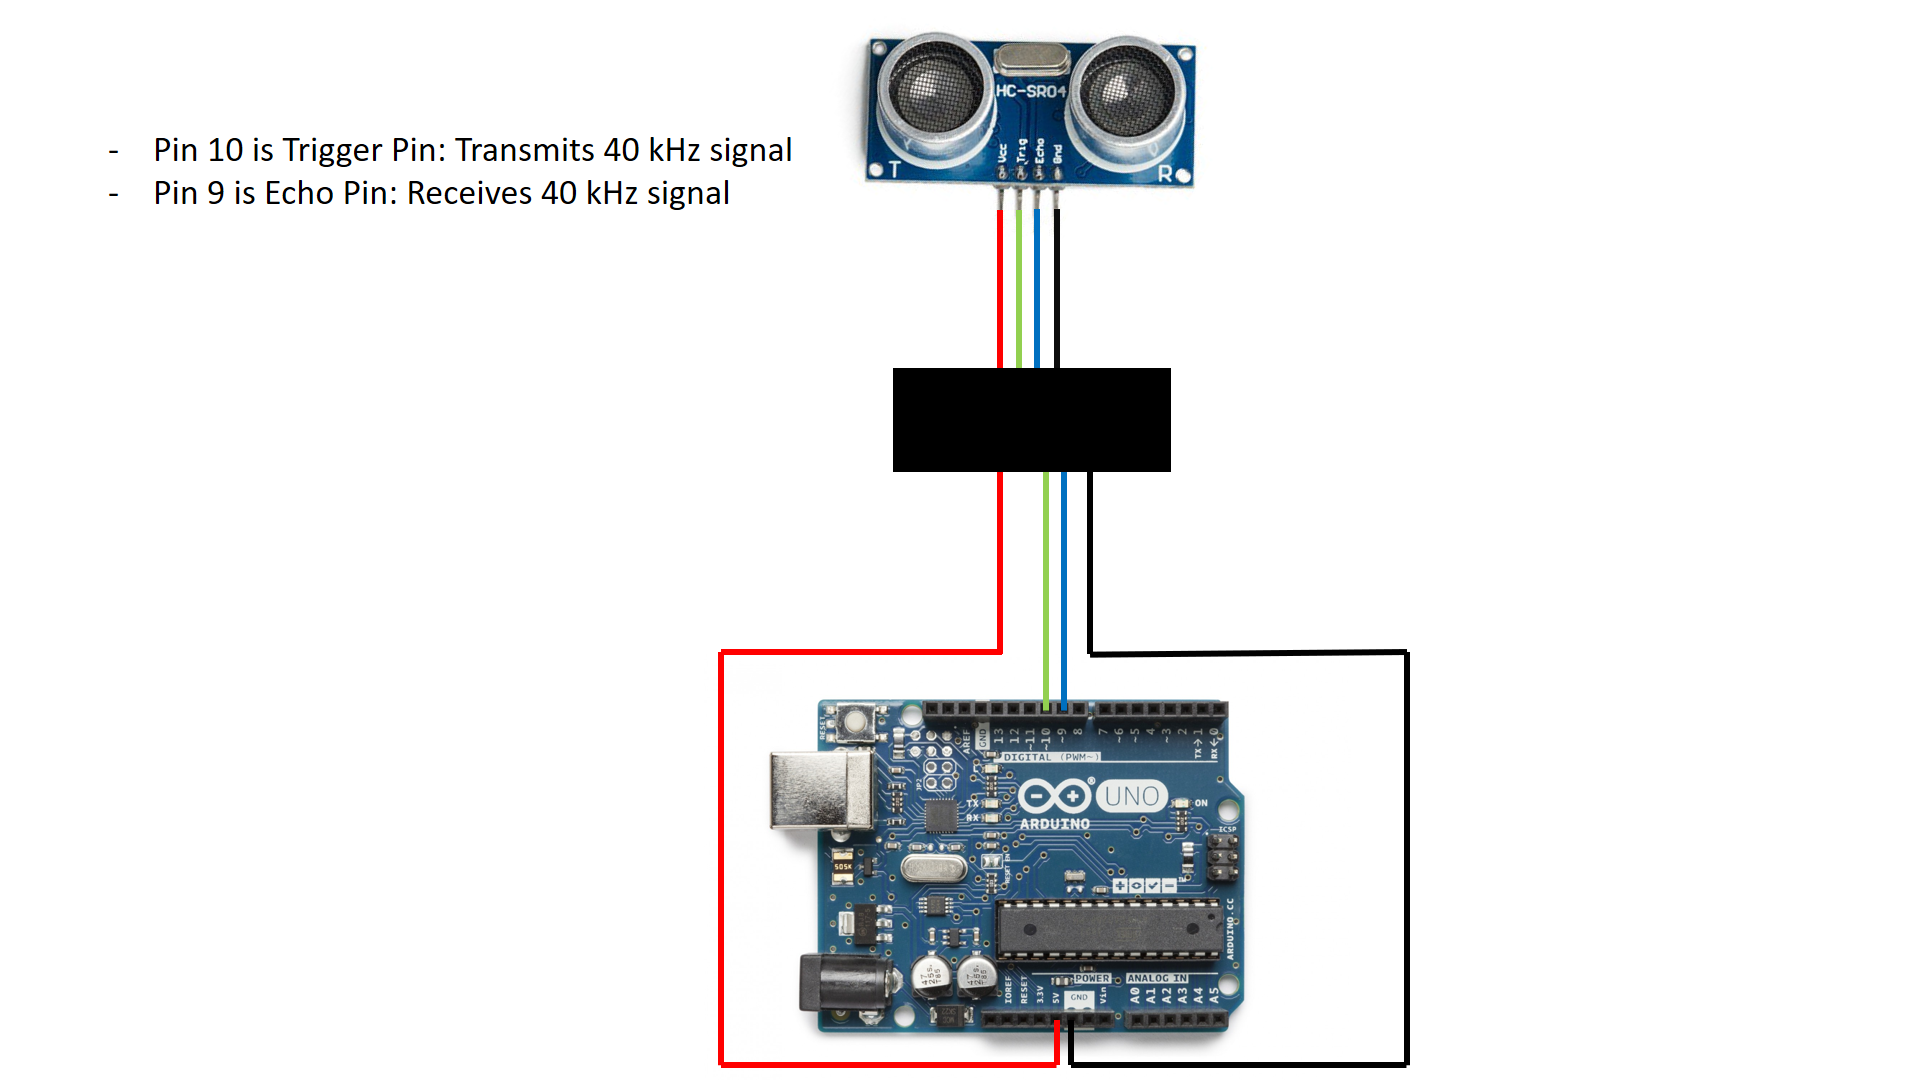 HC-SR04
- Pin 10 is Trigger Pin: Transmits 40 kHz signal
- Pin 9 is Echo Pin: Receives 40 kHz signal
Vcc Trig Echo Gnd
T R
RESET
AREF GND 13 12 ~11 ~10 ~9 8 7 ~6 ~5 4 ~3 2 TX→1 RX←0
DIGITAL (PWM~)
JP2
UNO
TX ON
RX ARDUINO
ICSP
RESET EN
ARDUINO.CC
POWER ANALOG IN
IOREF RESET 3.3V 5V GND Vin A0 A1 A2 A3 A4 A5